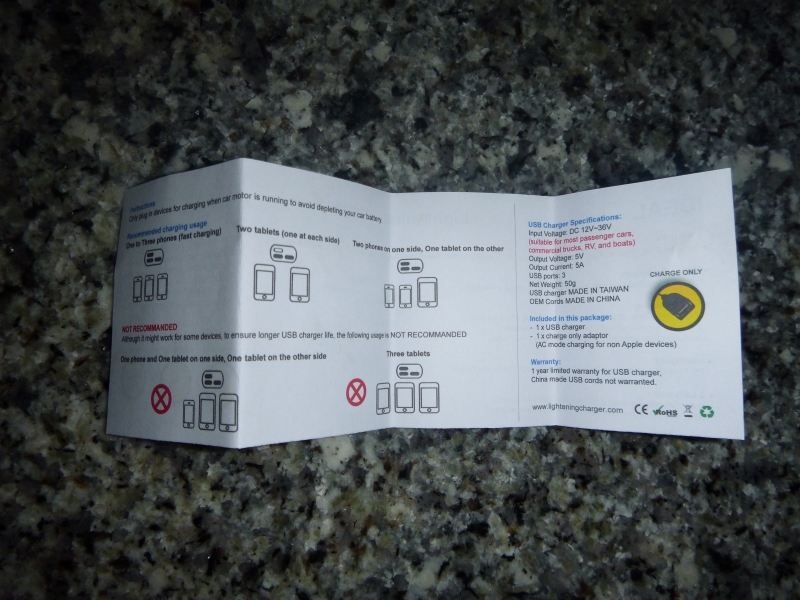 Instructions
Only plug in devices for charging when car motor is running to avoid depleting your car battery.
Recommended charging usage
One to Three phones (fast charging)
Two tablets (one at each side)
Two phones on one side, One tablet on the other
NOT RECOMMENDED
Although it might work for some devices, to ensure longer USB charger life, the following usage is NOT RECOMMENDED
One phone and One tablet on one side, One tablet on the other side
Three tablets
USB Charger Specifications:
Input Voltage: DC 12V~36V
(suitable for most passenger cars,
commercial trucks, RV, and boats)
Output Voltage: 5V
Output Current: 5A
USB ports: 3
Net Weight: 50g
USB charger MADE IN TAIWAN
OEM Cords MADE IN CHINA
CHARGE ONLY
Included in this package:
- 1 x USB charger
- 1 x charge only adaptor
(AC mode charging for non Apple devices)
Warranty:
1 year limited warranty for USB charger,
China made USB cords not warranted.
www.lighteningcharger.com CE RoHS